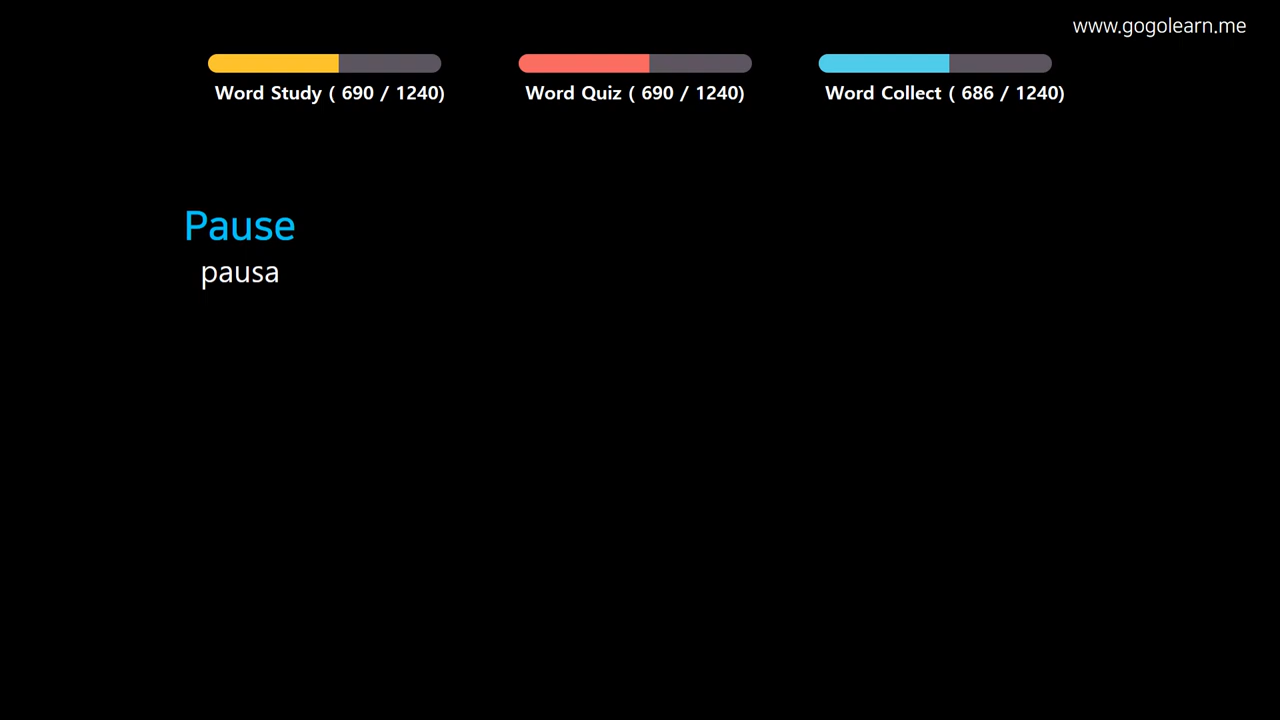 www.gogolearn.me
Word Study ( 690 / 1240)
Word Quiz ( 690 / 1240)
Word Collect ( 686 / 1240)
Pause
pausa